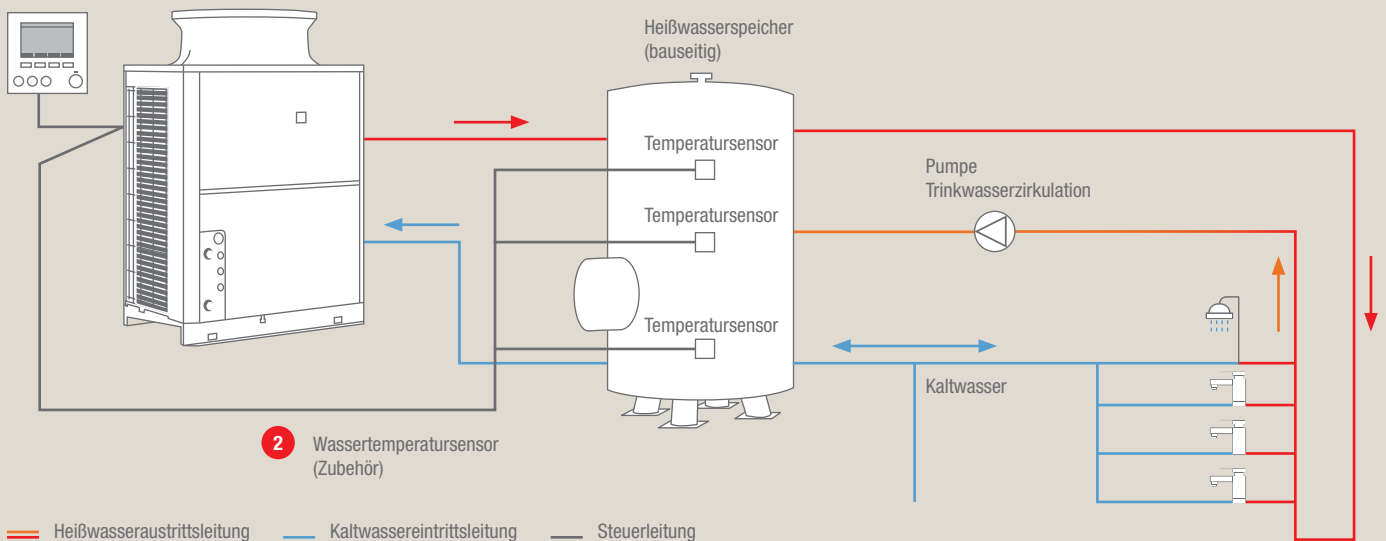 Heißwasserspeicher
(bauseitig)
Temperatursensor
Pumpe
Trinkwasserzirkulation
Temperatursensor
Temperatursensor
Kaltwasser
2 Wassertemperatursensor
(Zubehör)
Heißwasseraustrittsleitung Kaltwassereintrittsleitung Steuerleitung